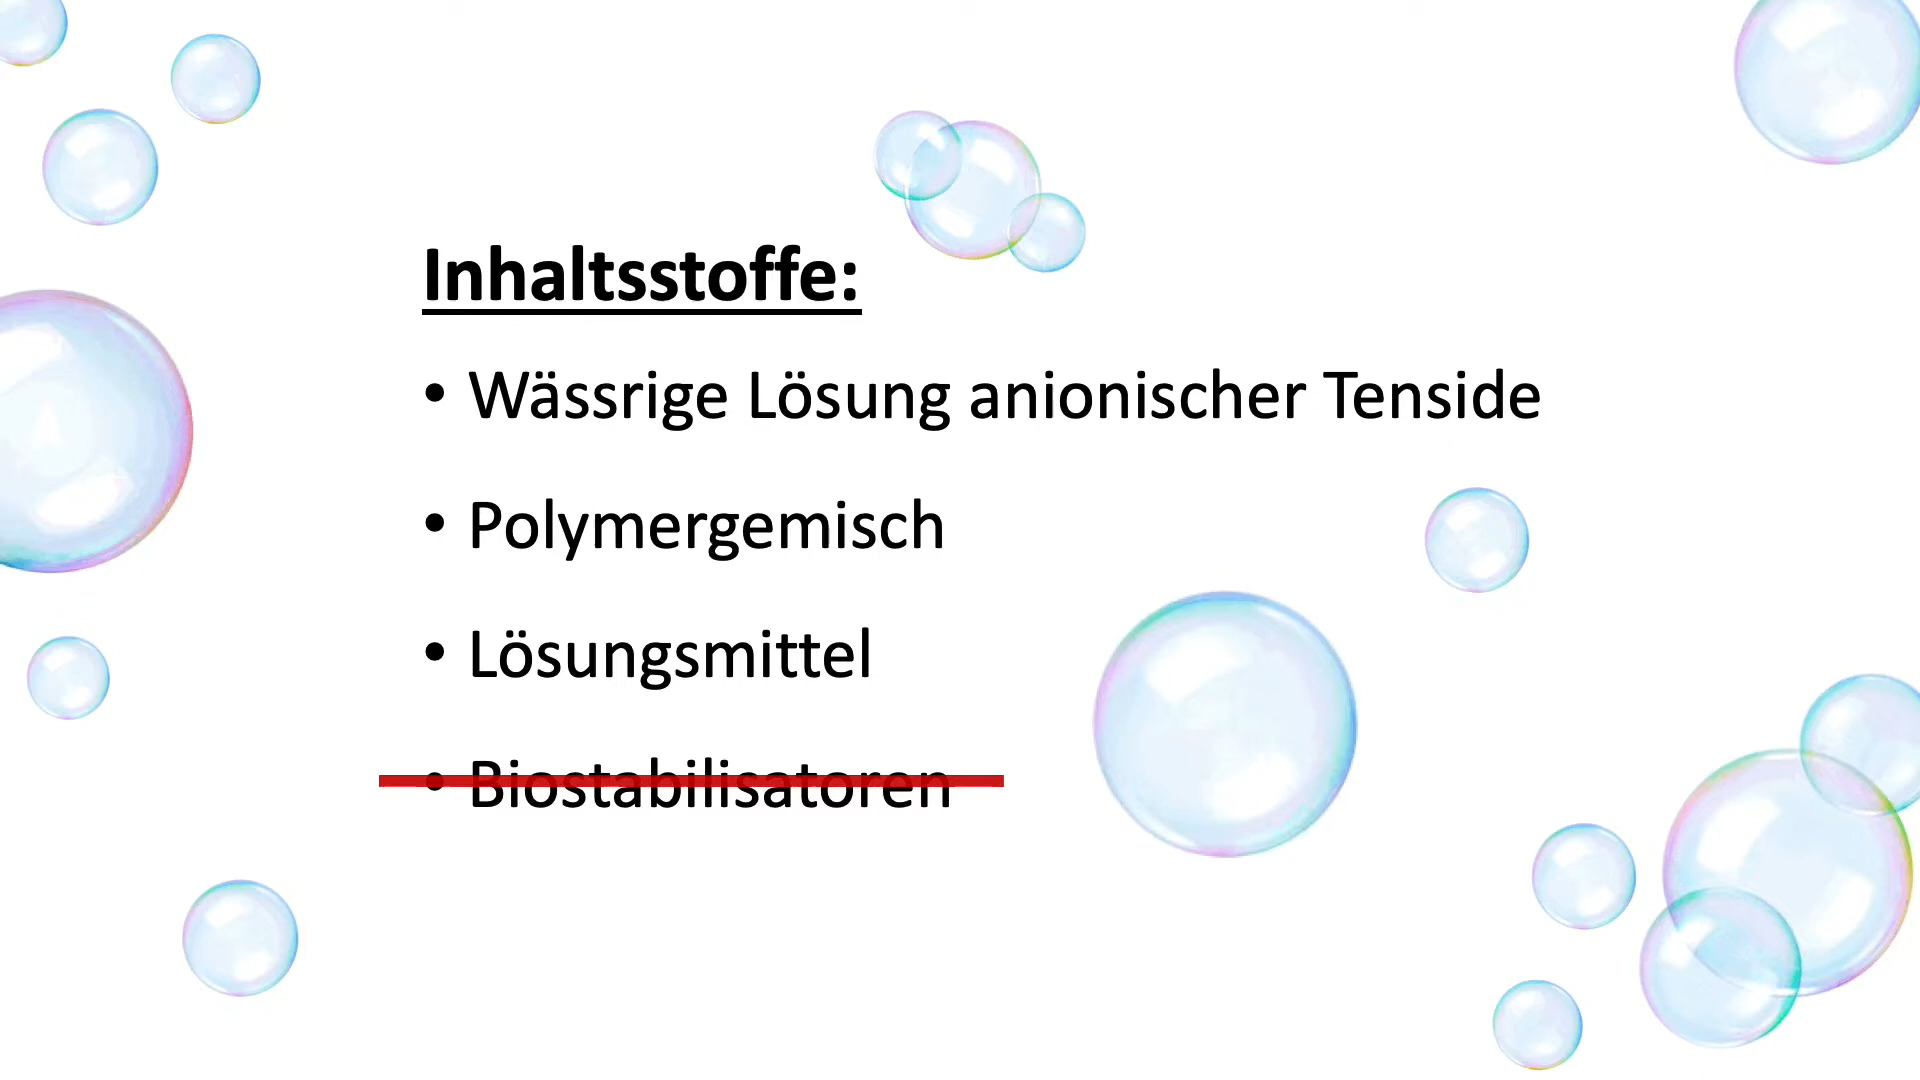 Inhaltsstoffe:
• Wässrige Lösung anionischer Tenside
• Polymergemisch
• Lösungsmittel
• Biostabilisatoren